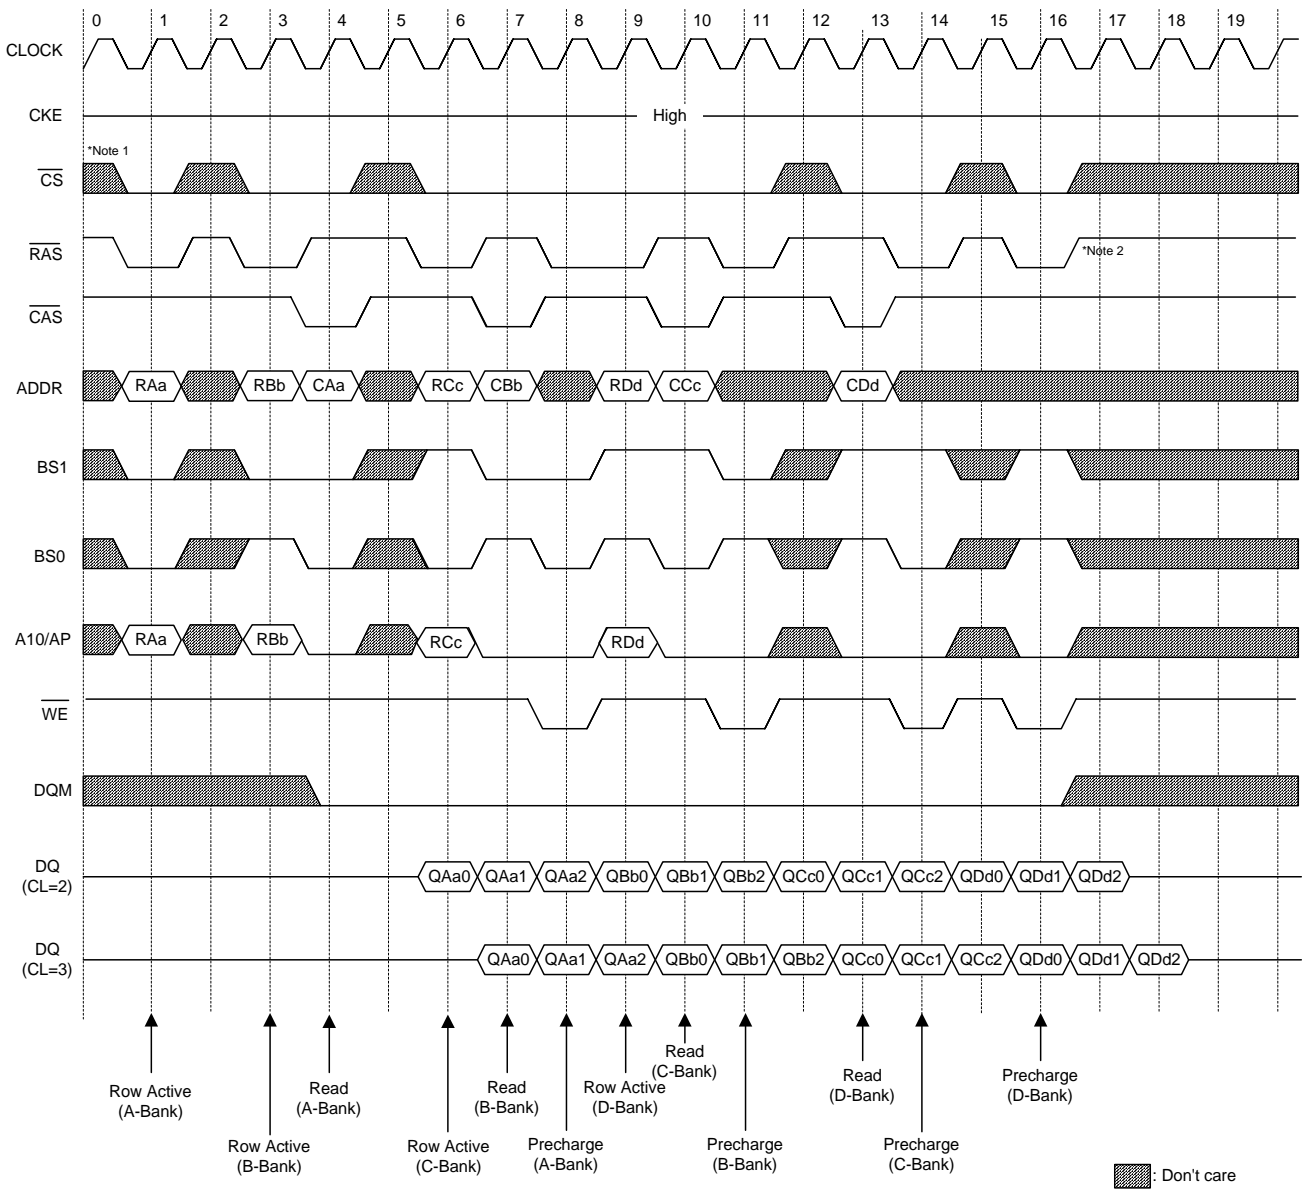 0 1 2 3 4 5 6 7 8 9 10 11 12 13 14 15 16 17 18 19
CLOCK
CKE High
*Note 1
CS
RAS *Note 2
CAS
ADDR RAa RBb CAa RCc CBb RDd CCc CDd
BS1
BS0
A10/AP RAa RBb RCc RDd
WE
DQM
DQ
(CL=2) QAa0 QAa1 QAa2 QBb0 QBb1 QBb2 QCc0 QCc1 QCc2 QDd0 QDd1 QDd2
DQ
(CL=3) QAa0 QAa1 QAa2 QBb0 QBb1 QBb2 QCc0 QCc1 QCc2 QDd0 QDd1 QDd2
Row Active
(A-Bank)
Row Active
(B-Bank)
Read
(A-Bank)
Row Active
(C-Bank)
Read
(B-Bank)
Precharge
(A-Bank)
Row Active
(D-Bank)
Read
(C-Bank)
Precharge
(B-Bank)
Read
(D-Bank)
Precharge
(C-Bank)
Precharge
(D-Bank)
: Don't care